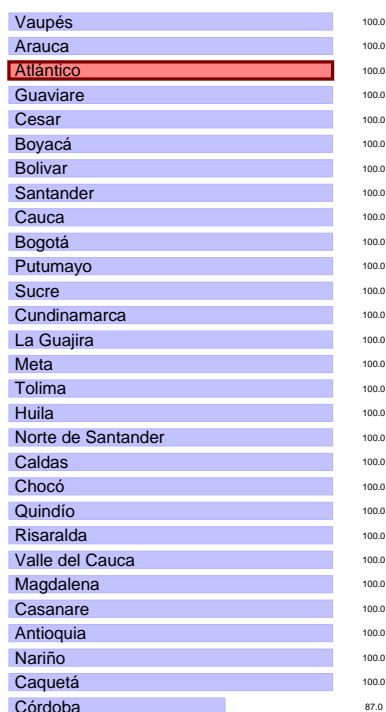 Vaupés 100.0
Arauca 100.0
Atlántico 100.0
Guaviare 100.0
Cesar 100.0
Boyacá 100.0
Bolivar 100.0
Santander 100.0
Cauca 100.0
Bogotá 100.0
Putumayo 100.0
Sucre 100.0
Cundinamarca 100.0
La Guajira 100.0
Meta 100.0
Tolima 100.0
Huila 100.0
Norte de Santander 100.0
Caldas 100.0
Chocó 100.0
Quindío 100.0
Risaralda 100.0
Valle del Cauca 100.0
Magdalena 100.0
Casanare 100.0
Antioquia 100.0
Nariño 100.0
Caquetá 100.0
Córdoba 87.0